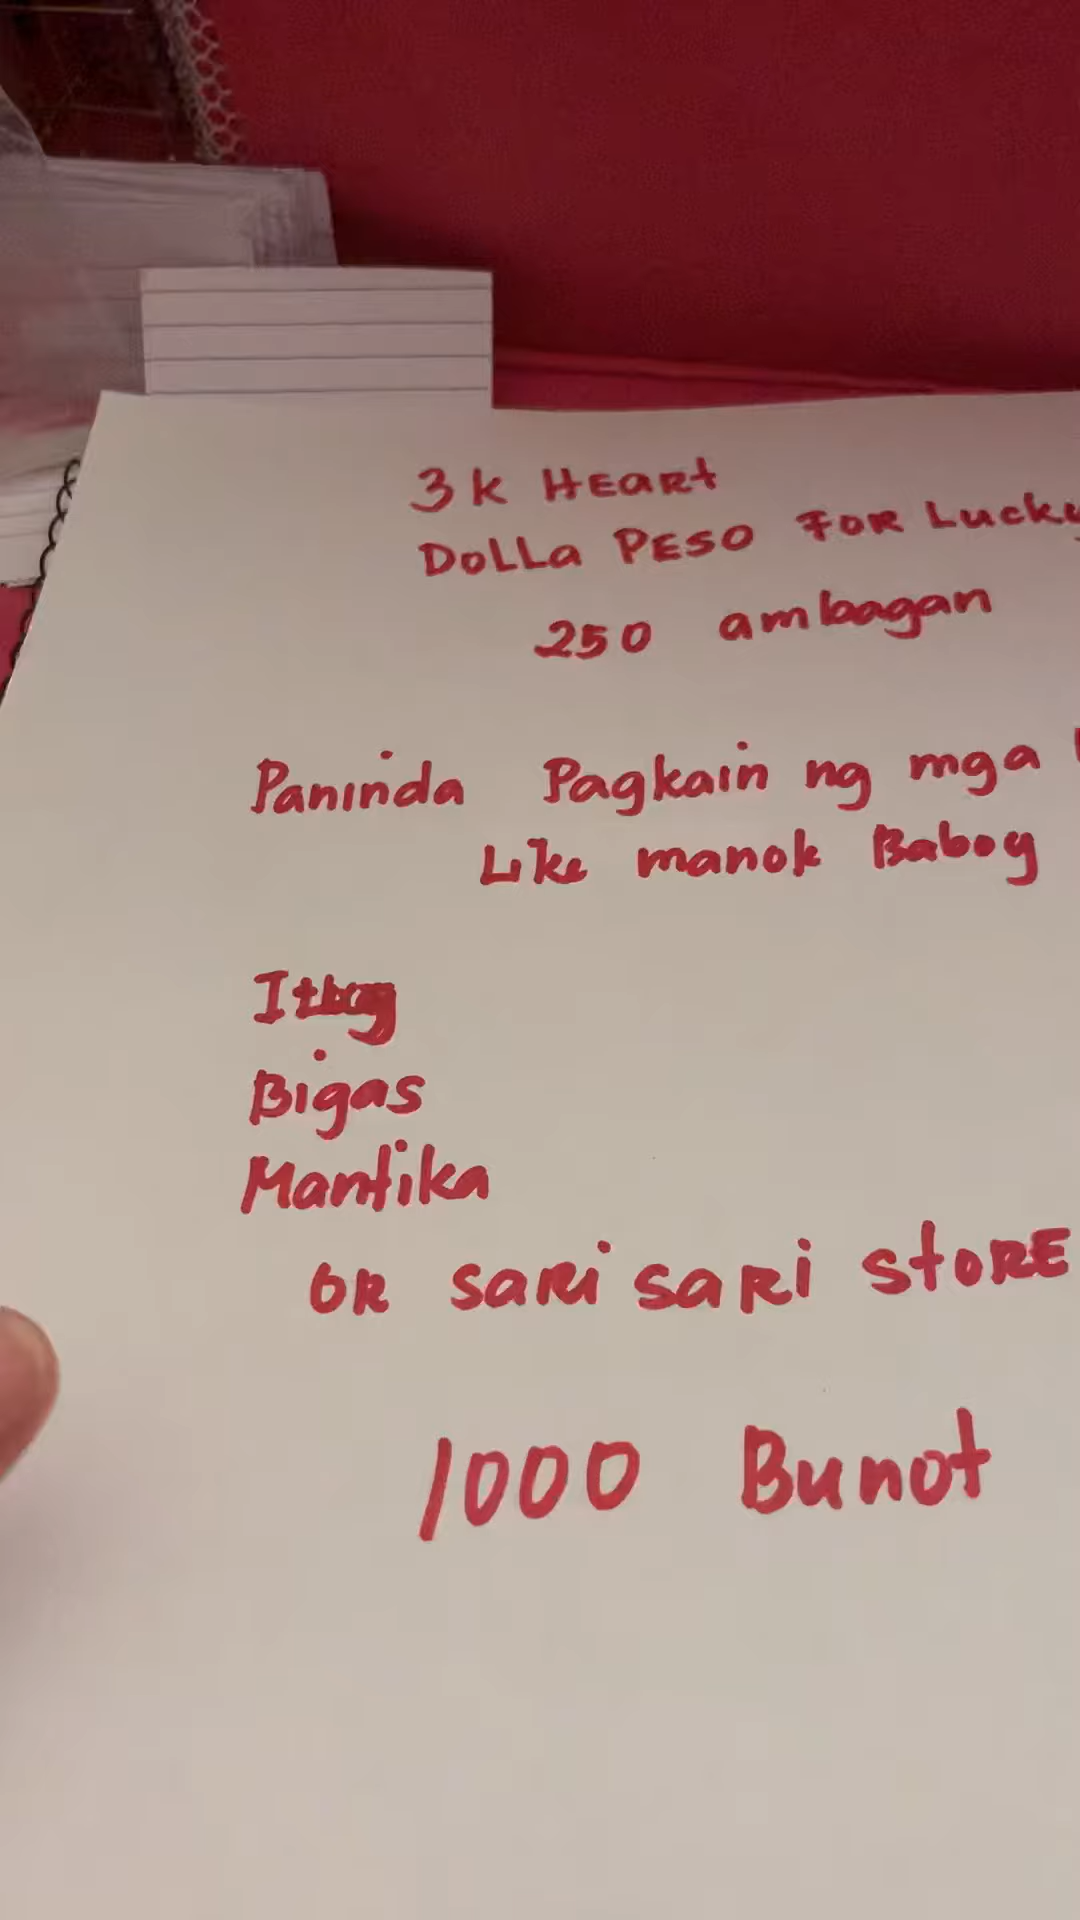 3k HEART
DOLLA PESO FOR Lucky
250 ambagan
Paninda Pagkain ng mga
Like manok Baboy
Bigas
Mantika
OR SARI SARI STORE
1000 Bunot